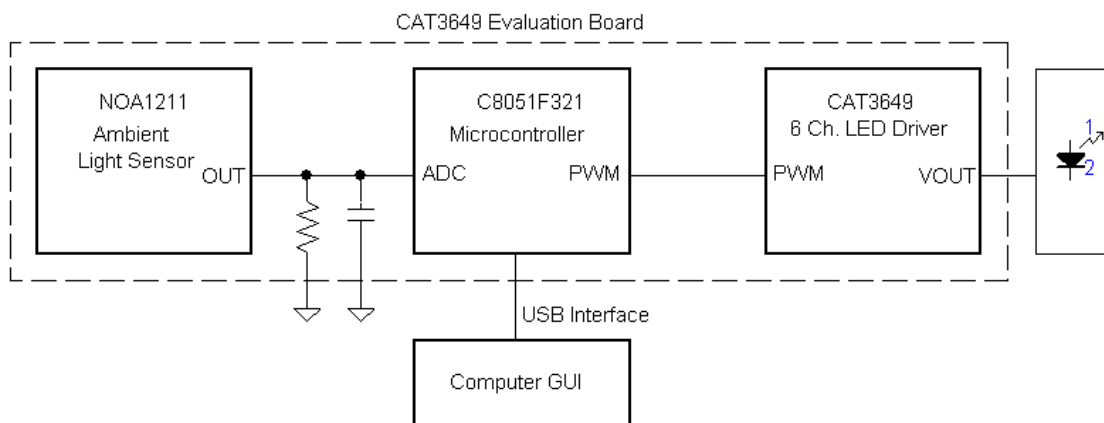 CAT3649 Evaluation Board
NOA1211
Ambient
Light Sensor
OUT
C8051F321
Microcontroller
ADC
PWM
CAT3649
6 Ch. LED Driver
PWM
VOUT
1
2
USB Interface
Computer GUI